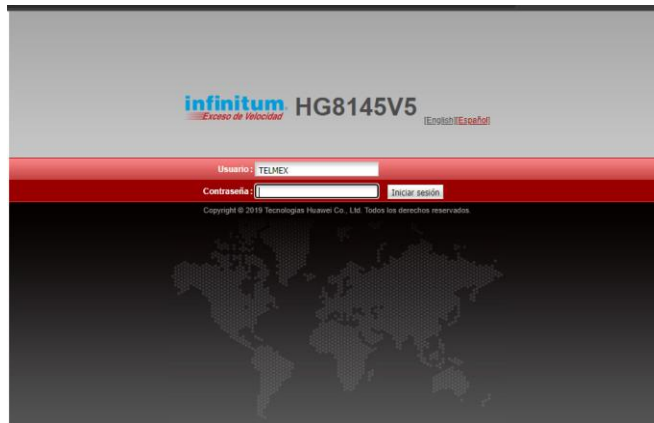 infinitum HG8145V5
Exceso de Velocidad
[English][Español]
Usuario : TELMEX
Contraseña : Iniciar sesión
Copyright © 2019 Tecnologias Huawei Co., Ltd. Todos los derechos reservados.